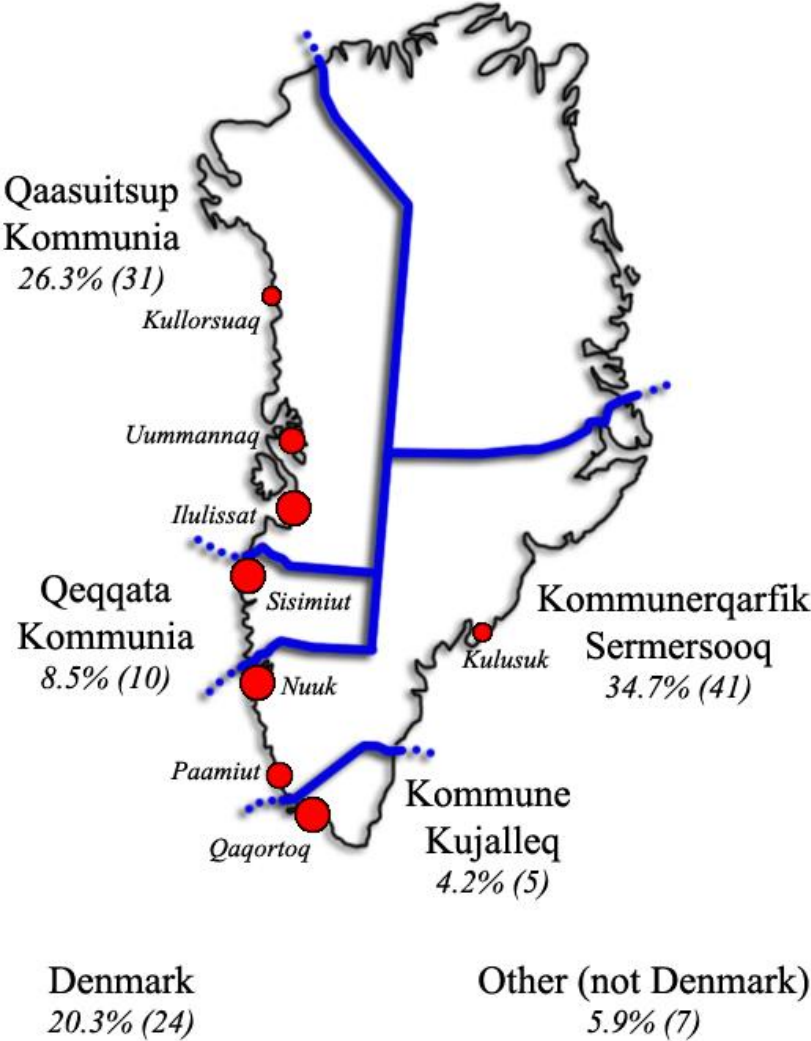 Qaasuitsup
Kommunia
26.3% (31)
Kullorsuaq
Uummannaq
Ilulissat
Qeqqata
Kommunia
8.5% (10)
Sisimiut
Kommunerqarfik
Sermersooq
34.7% (41)
Kulusuk
Nuuk
Paamiut
Kommune
Kujalleq
4.2% (5)
Qaqortoq
Denmark
20.3% (24)
Other (not Denmark)
5.9% (7)